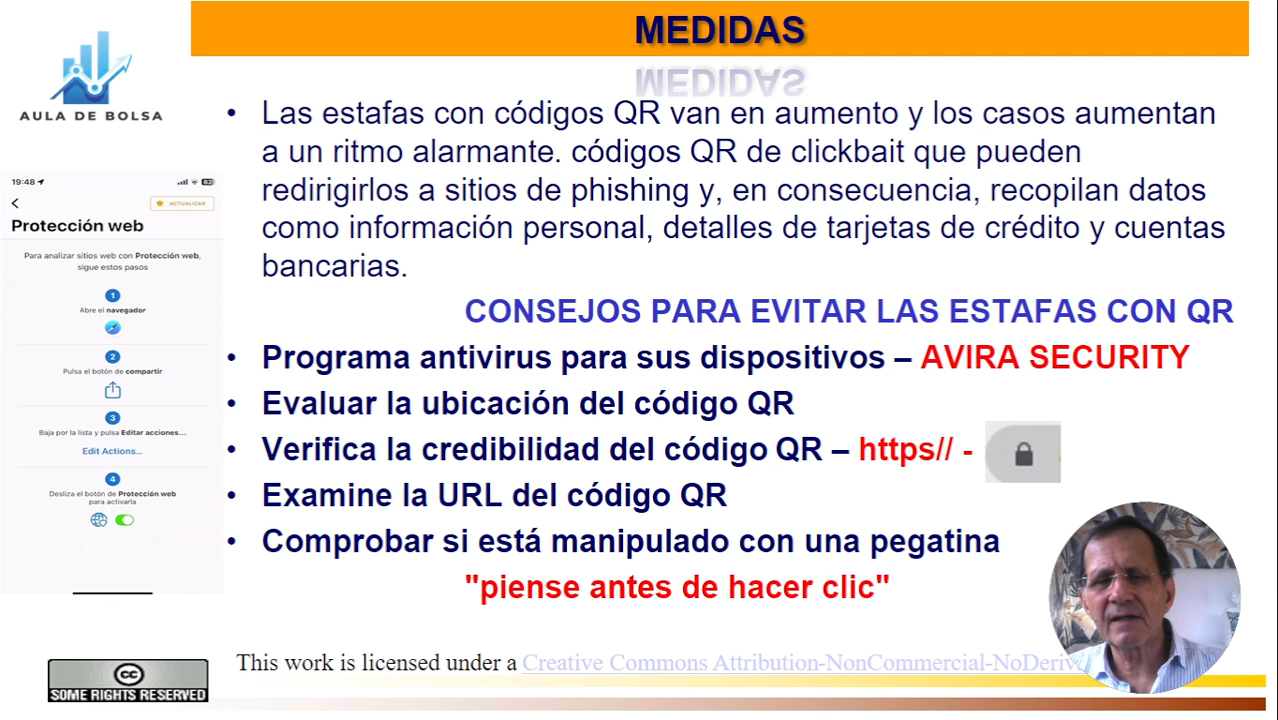 MEDIDAS
AULA DE BOLSA
• Las estafas con códigos QR van en aumento y los casos aumentan
a un ritmo alarmante. códigos QR de clickbait que pueden
redirigirlos a sitios de phishing y, en consecuencia, recopilan datos
como información personal, detalles de tarjetas de crédito y cuentas
bancarias.
CONSEJOS PARA EVITAR LAS ESTAFAS CON QR
• Programa antivirus para sus dispositivos – AVIRA SECURITY
• Evaluar la ubicación del código QR
• Verifica la credibilidad del código QR – https// -
• Examine la URL del código QR
• Comprobar si está manipulado con una pegatina
"piense antes de hacer clic"
19:48
82
ACTUALIZAR
Protección web
Para analizar sitios web con Protección web,
sigue estos pasos
1
Abre el navegador
2
Pulsa el botón de compartir
3
Baja por la lista y pulsa Editar acciones...
Edit Actions...
4
Desliza el botón de Protección web
para activarla
cc
SOME RIGHTS RESERVED
This work is licensed under a Creative Commons Attribution-NonCommercial-NoDeriv